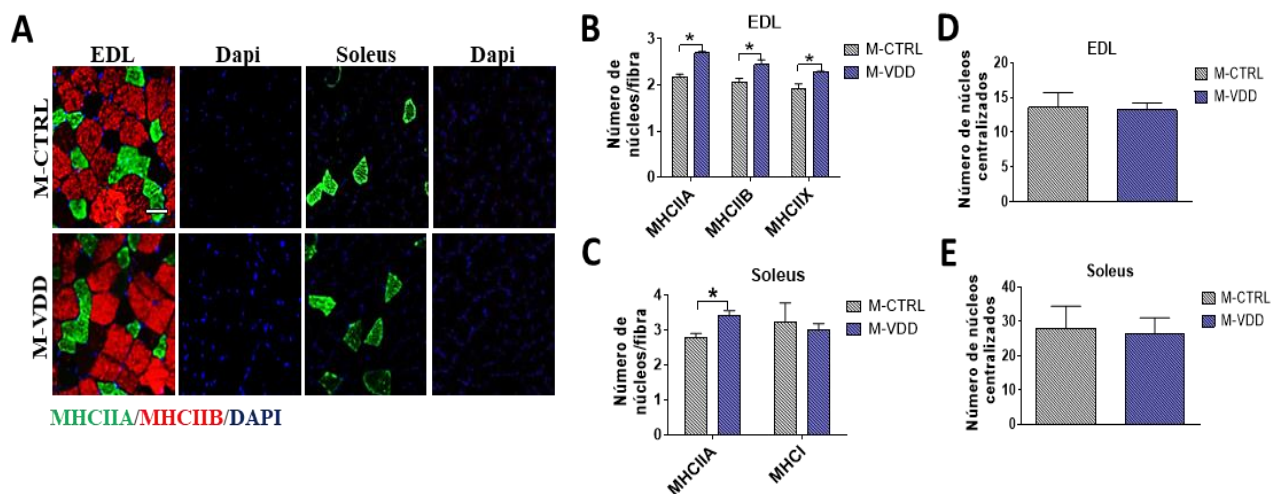 A
EDL Dapi Soleus Dapi
M-CTRL
M-VDD
MHCIIA/MHCIIB/DAPI
B
EDL
Número de
núcleos/fibra
3
2
1
0
* * *
MHCIIA MHCIIB MHCIIX
M-CTRL
M-VDD
C
Soleus
Número de
núcleos/fibra
4
3
2
1
0
*
MHCIIA MHCI
M-CTRL
M-VDD
D
EDL
Número de núcleos
centralizados
20
15
10
5
0
M-CTRL
M-VDD
E
Soleus
Número de núcleos
centralizados
40
30
20
10
0
M-CTRL
M-VDD